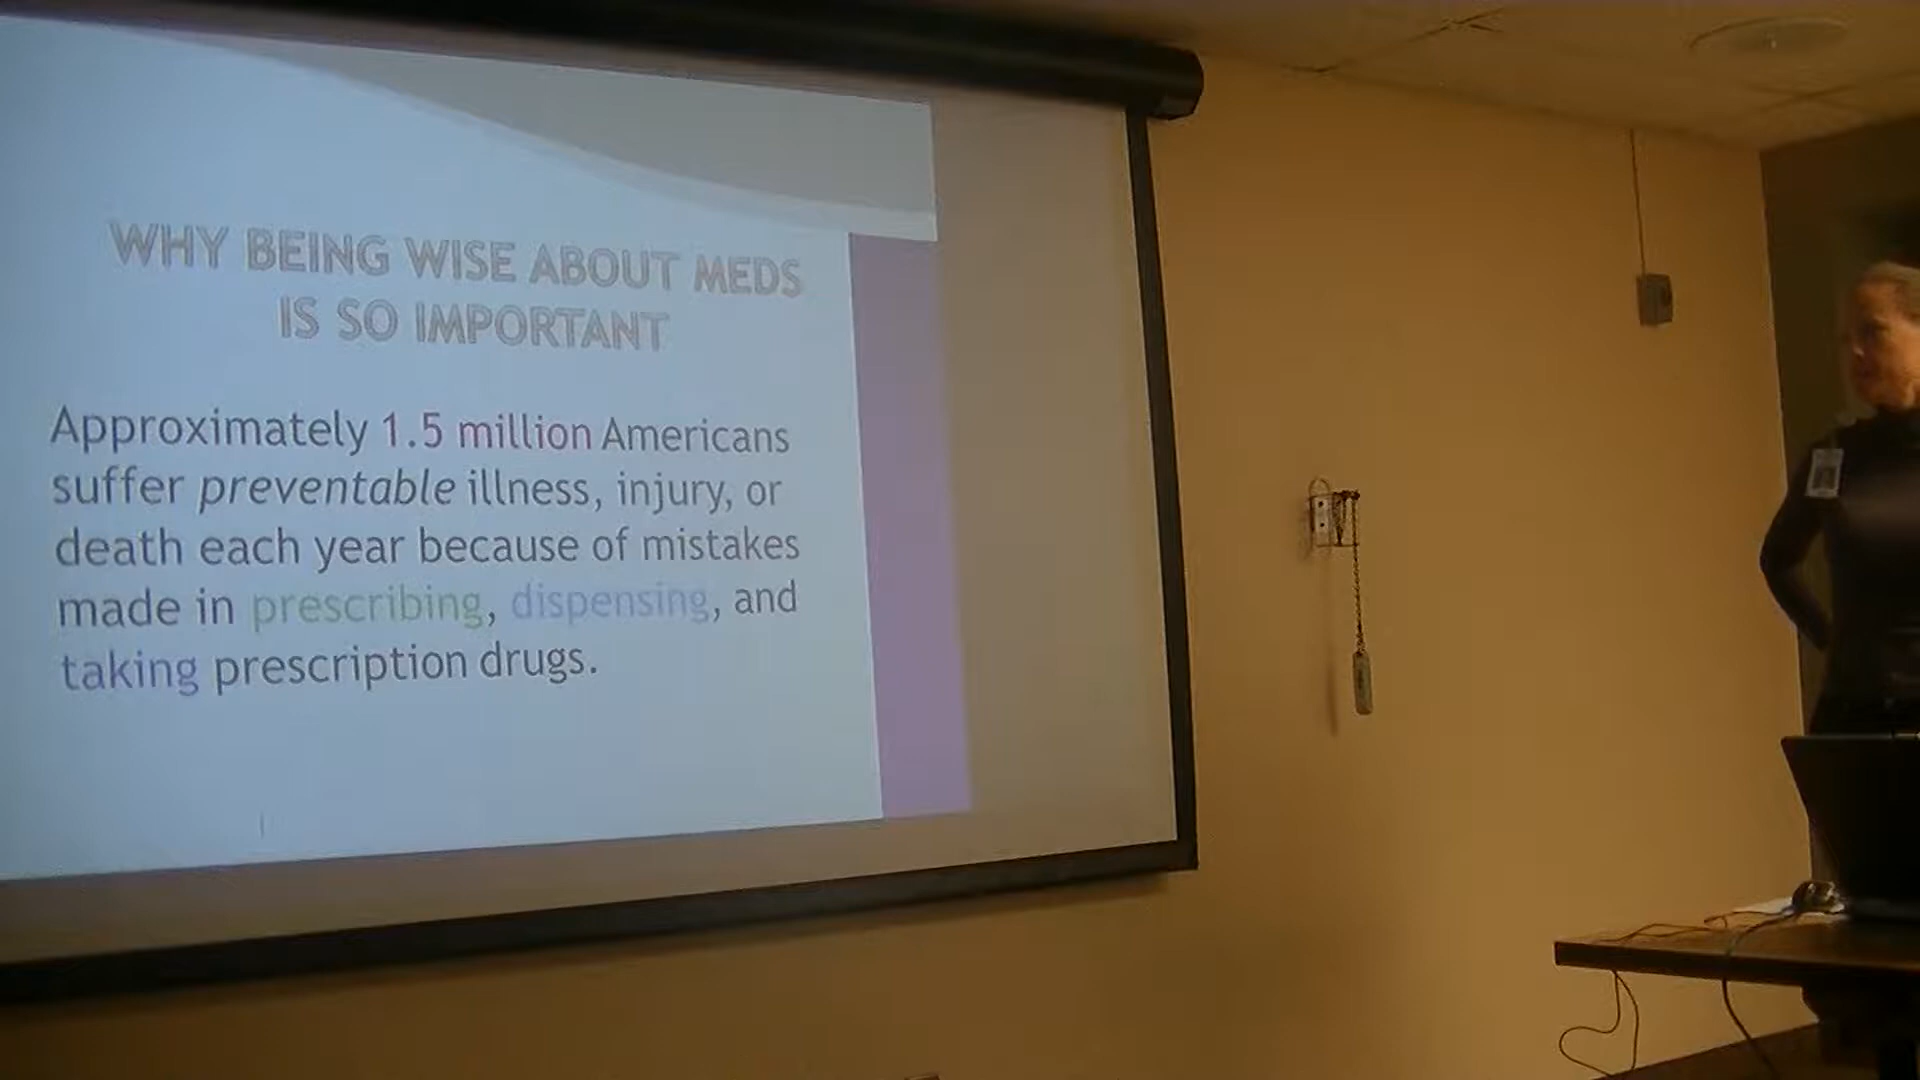 WHY BEING WISE ABOUT MEDS
IS SO IMPORTANT
Approximately 1.5 million Americans
suffer preventable illness, injury, or
death each year because of mistakes
made in prescribing, dispensing, and
taking prescription drugs.